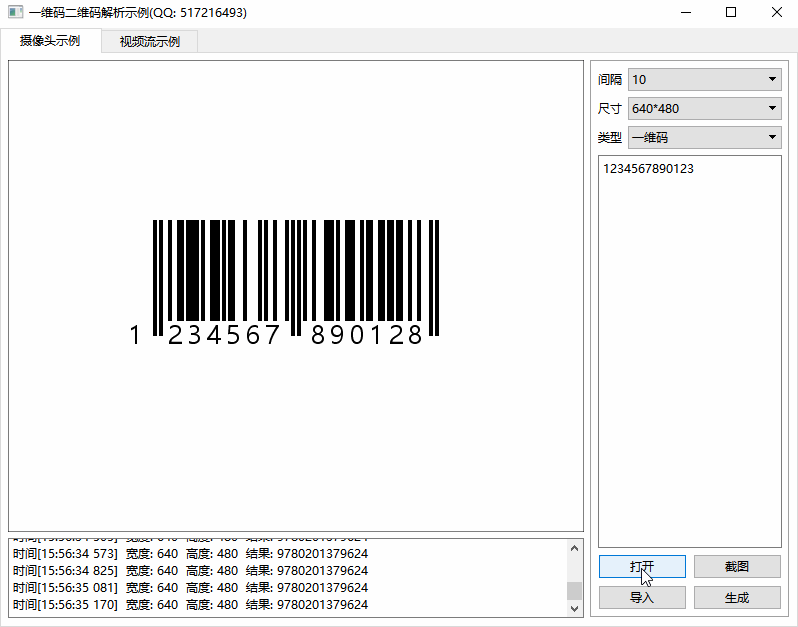 一维码二维码解析示例(QQ: 517216493)
摄像头示例 视频流示例
间隔 10
尺寸 640*480
类型 一维码
1234567890123
1 234567 890128
时间[15:56:34 573] 宽度: 640 高度: 480 结果: 9780201379624
时间[15:56:34 825] 宽度: 640 高度: 480 结果: 9780201379624
时间[15:56:35 081] 宽度: 640 高度: 480 结果: 9780201379624
时间[15:56:35 170] 宽度: 640 高度: 480 结果: 9780201379624
打开 截图
导入 生成